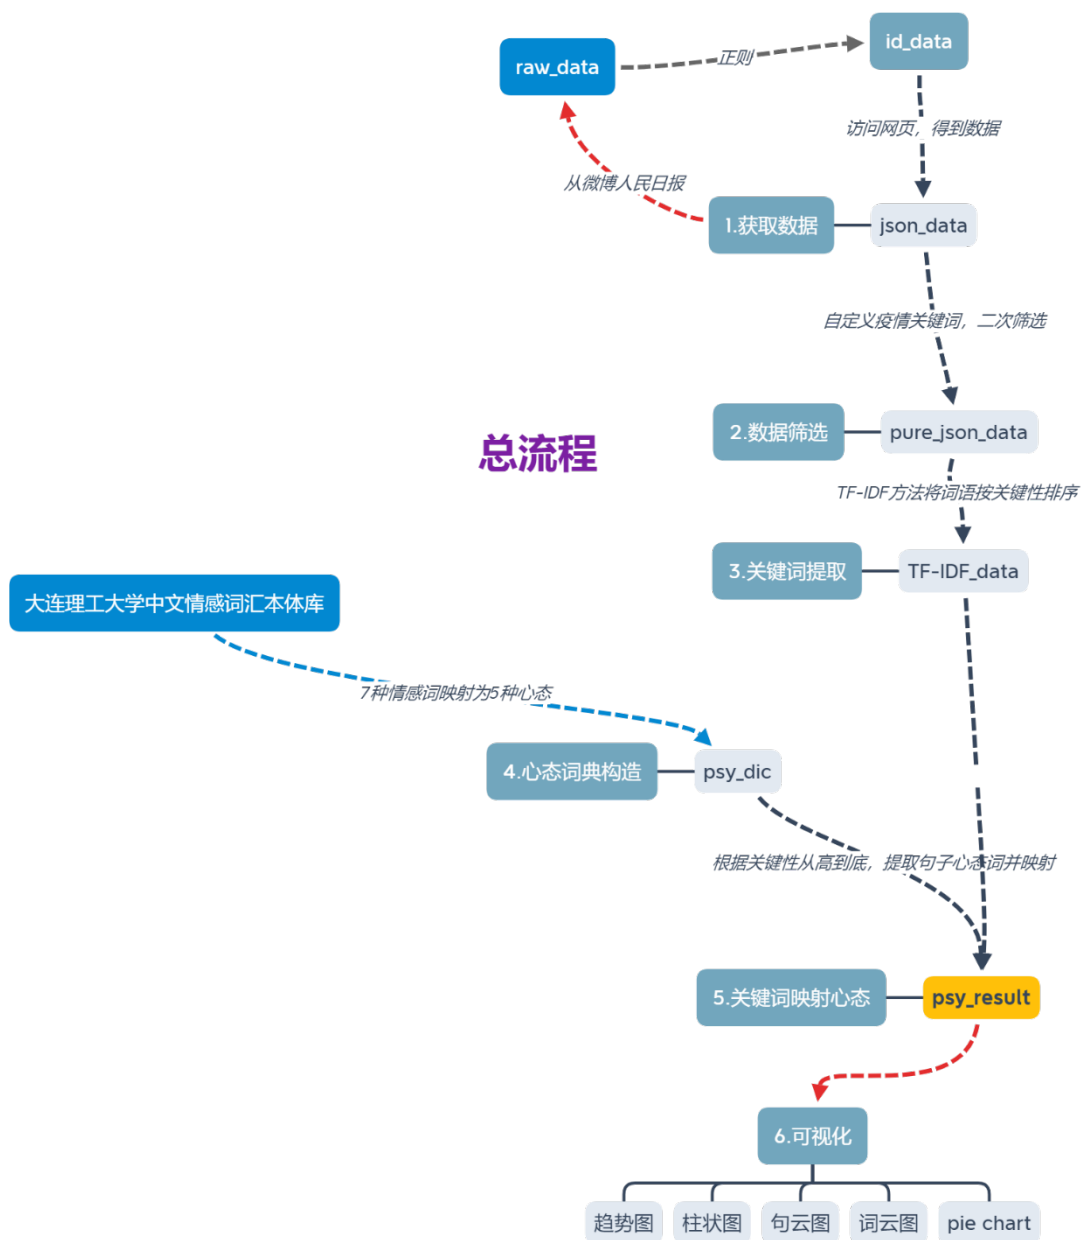 id_data
raw_data
正则
访问网页，得到数据
从微博人民日报
1.获取数据
json_data
自定义疫情关键词，二次筛选
2.数据筛选
pure_json_data
总流程
TF-IDF方法将词语按关键性排序
3.关键词提取
TF-IDF_data
大连理工大学中文情感词汇本体库
7种情感词映射为5种心态
4.心态词典构造
psy_dic
根据关键性从高到底，提取句子心态词并映射
5.关键词映射心态
psy_result
6.可视化
趋势图
柱状图
句云图
词云图
pie chart